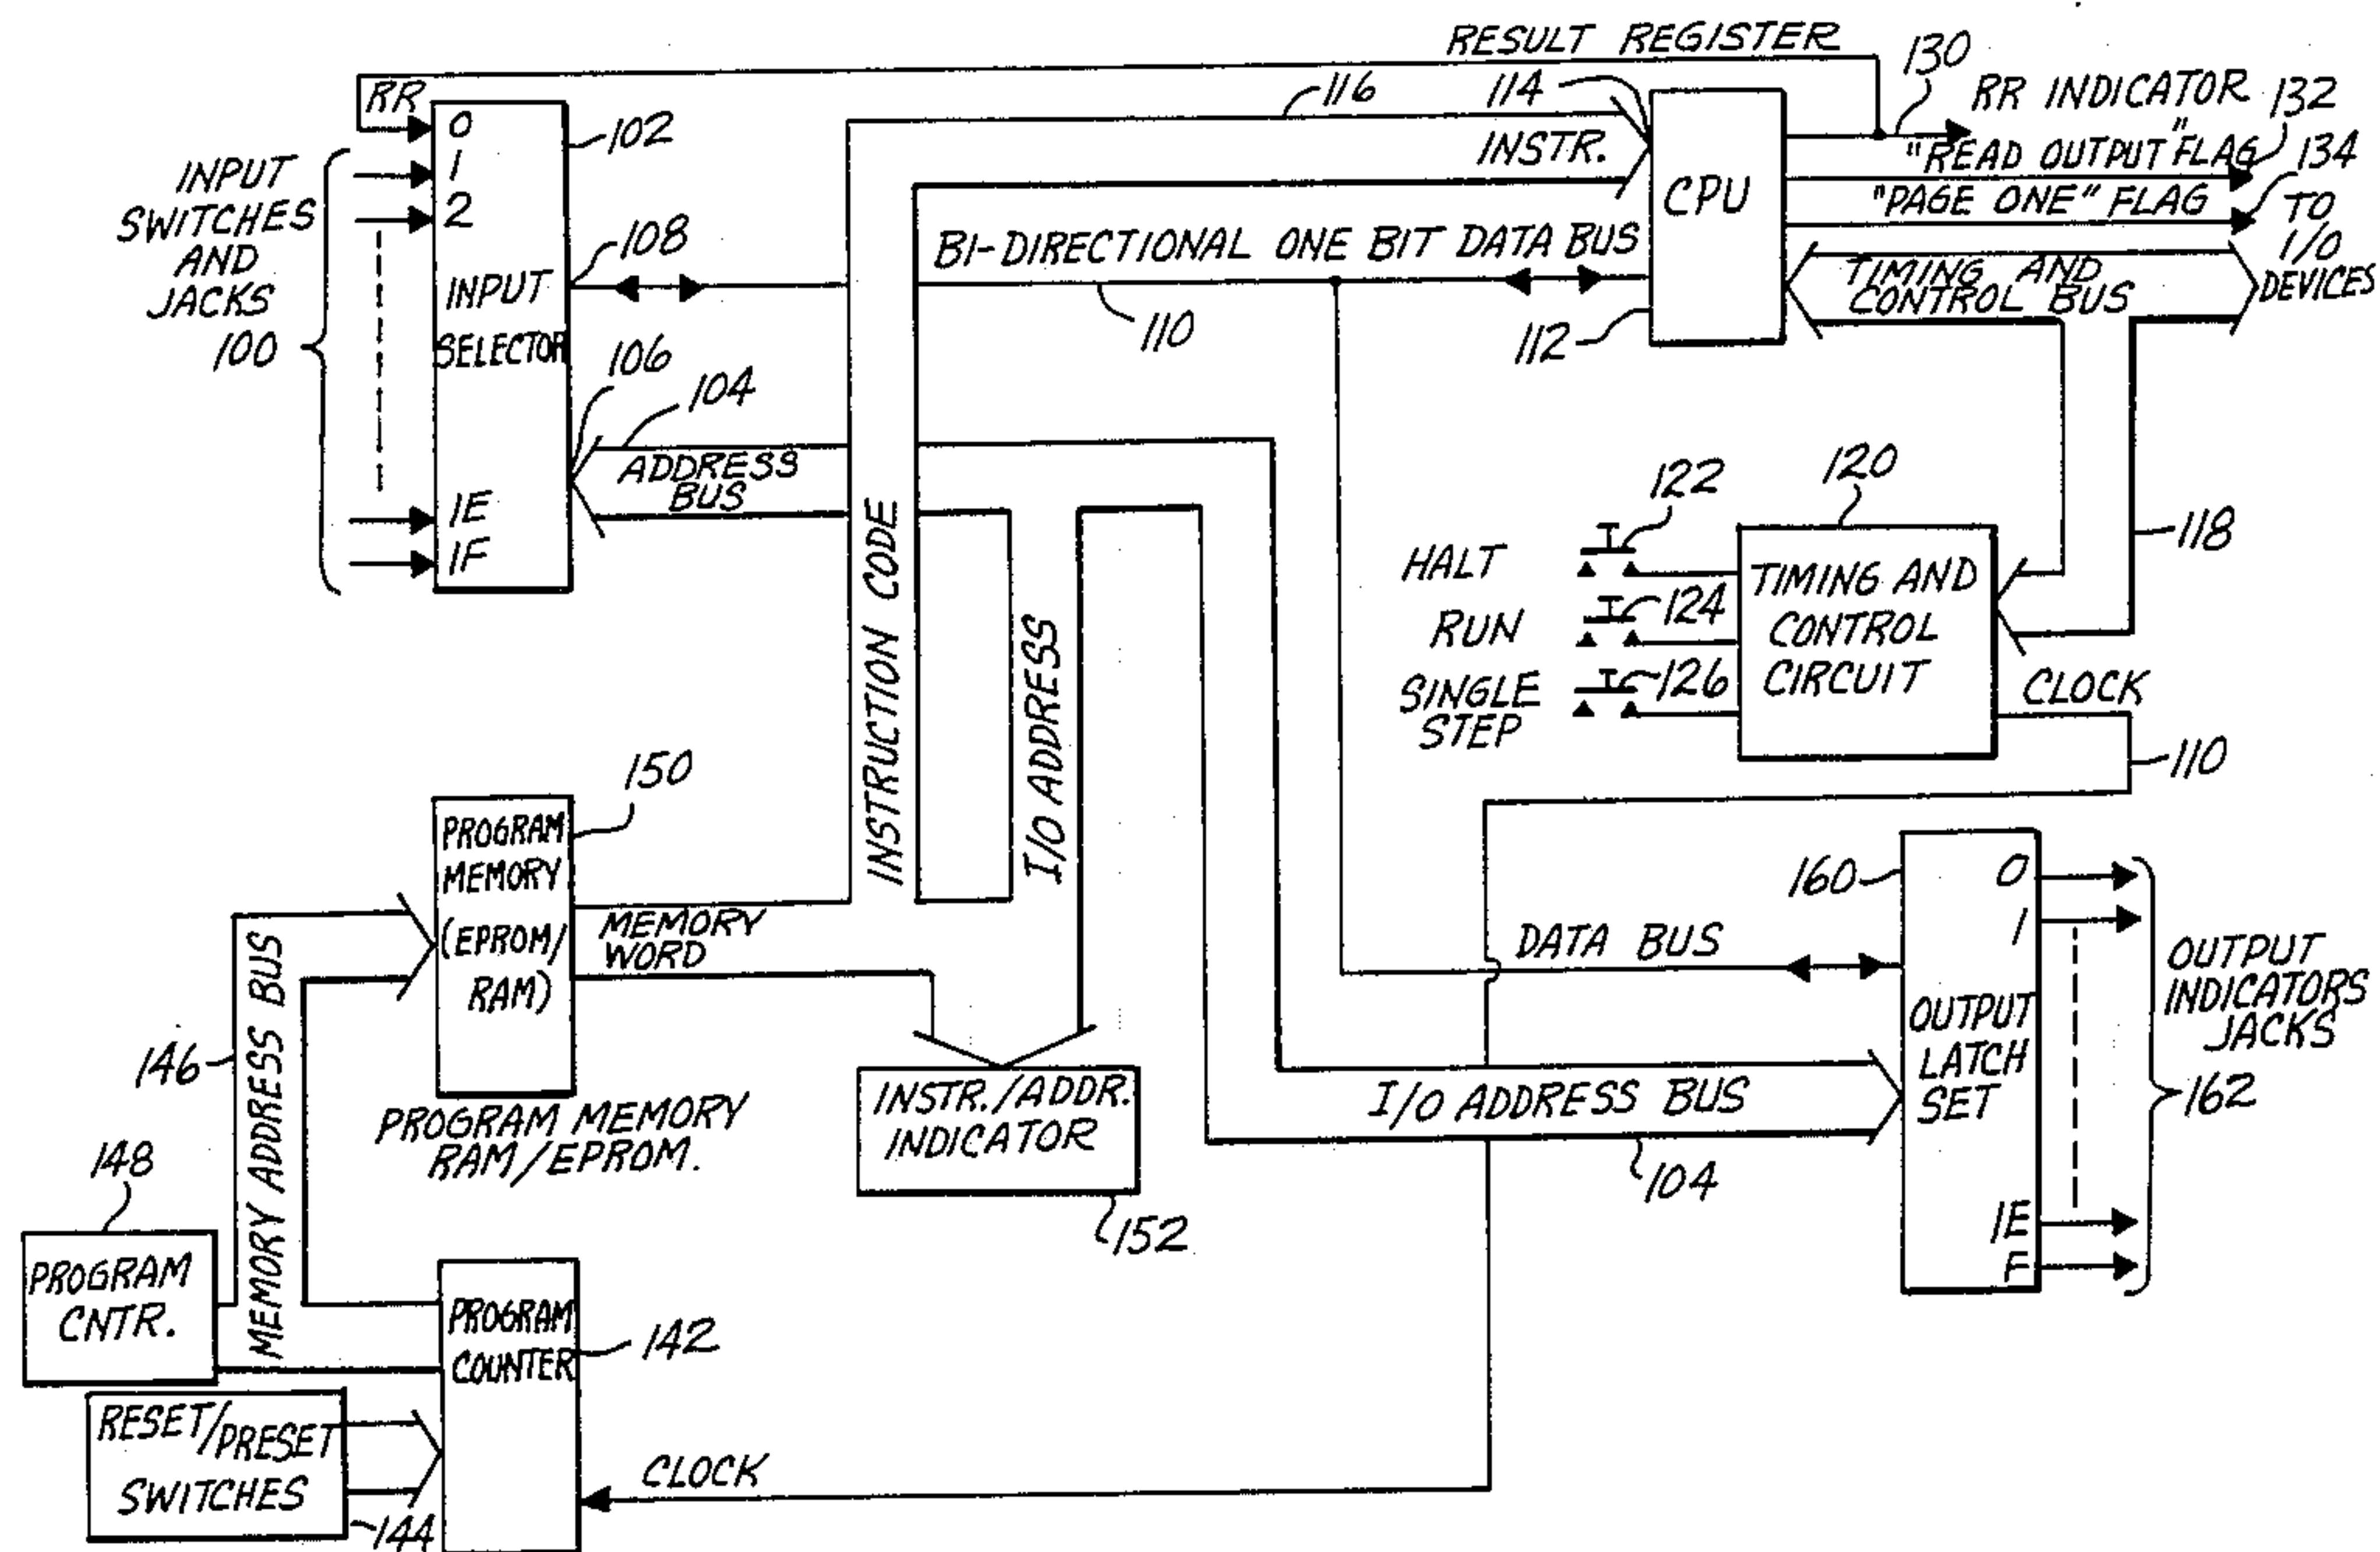 RESULT REGISTER
130
RR INDICATOR
132
"READ OUTPUT" FLAG
134
"PAGE ONE" FLAG
TO
I/O
DEVICES
TIMING AND
CONTROL BUS
RR
0
1
2
INPUT
SELECTOR
1E
1F
102
INPUT
SWITCHES
AND
JACKS
100
108
106
104
ADDRESS
BUS
116
114
INSTR.
CPU
BI-DIRECTIONAL ONE BIT DATA BUS
110
112
INSTRUCTION CODE
I/O ADDRESS
122
HALT
124
RUN
126
SINGLE
STEP
120
TIMING AND
CONTROL
CIRCUIT
118
CLOCK
110
150
PROGRAM
MEMORY
(EPROM/
RAM)
MEMORY
WORD
PROGRAM MEMORY
RAM/EPROM.
146
MEMORY ADDRESS BUS
INSTR./ADDR.
INDICATOR
152
160
DATA BUS
I/O ADDRESS BUS
104
0
1
OUTPUT
LATCH
SET
1E
F
OUTPUT
INDICATORS
JACKS
162
148
PROGRAM
CNTR.
PROGRAM
COUNTER
142
RESET/PRESET
SWITCHES
144
CLOCK